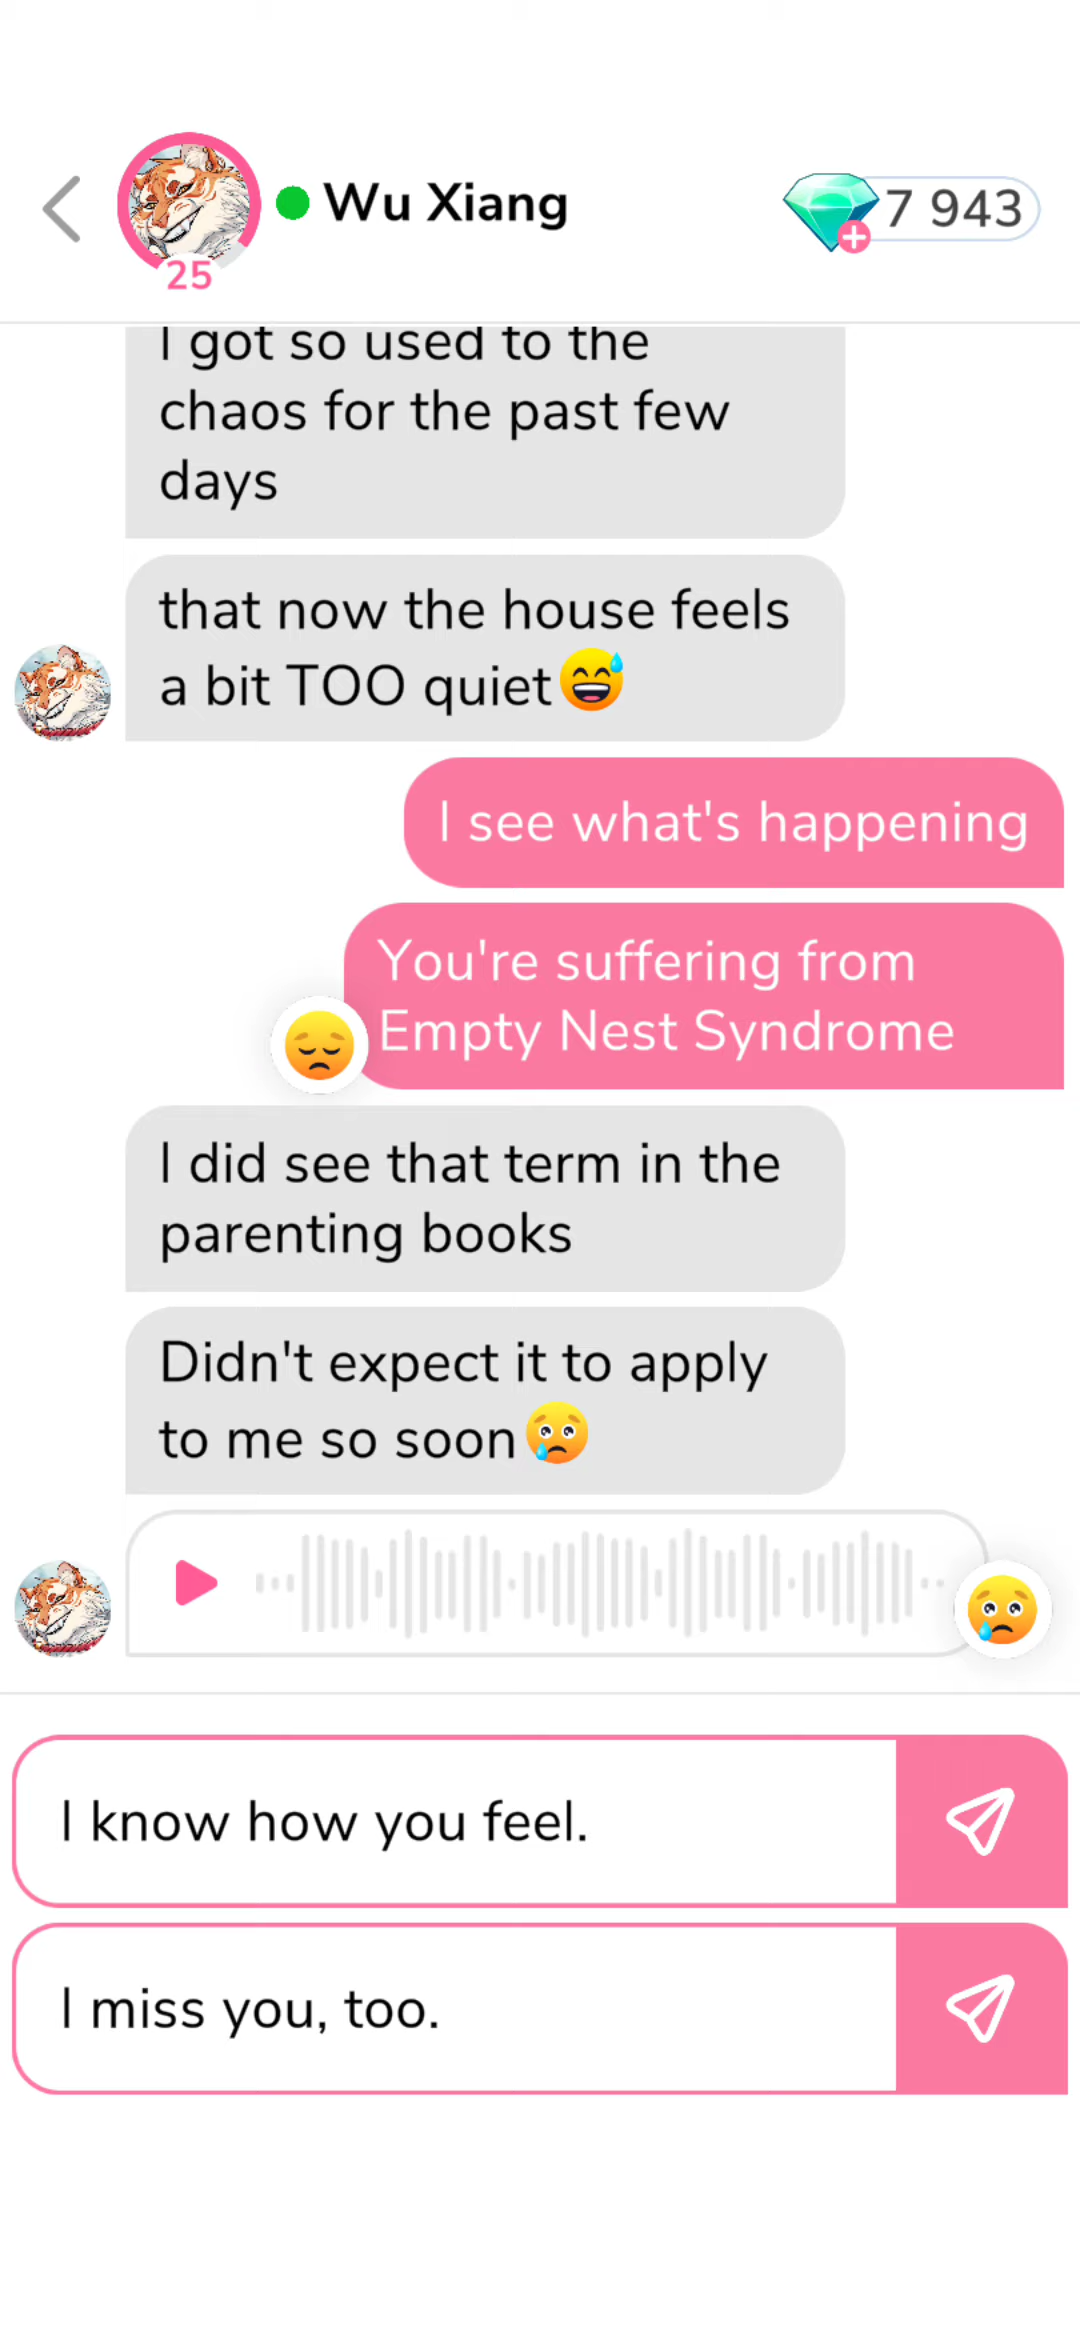 Wu Xiang
7 943
25
I got so used to the
chaos for the past few
days
that now the house feels
a bit TOO quiet😅
I see what's happening
You're suffering from
Empty Nest Syndrome
I did see that term in the
parenting books
Didn't expect it to apply
to me so soon😢
I know how you feel.
I miss you, too.